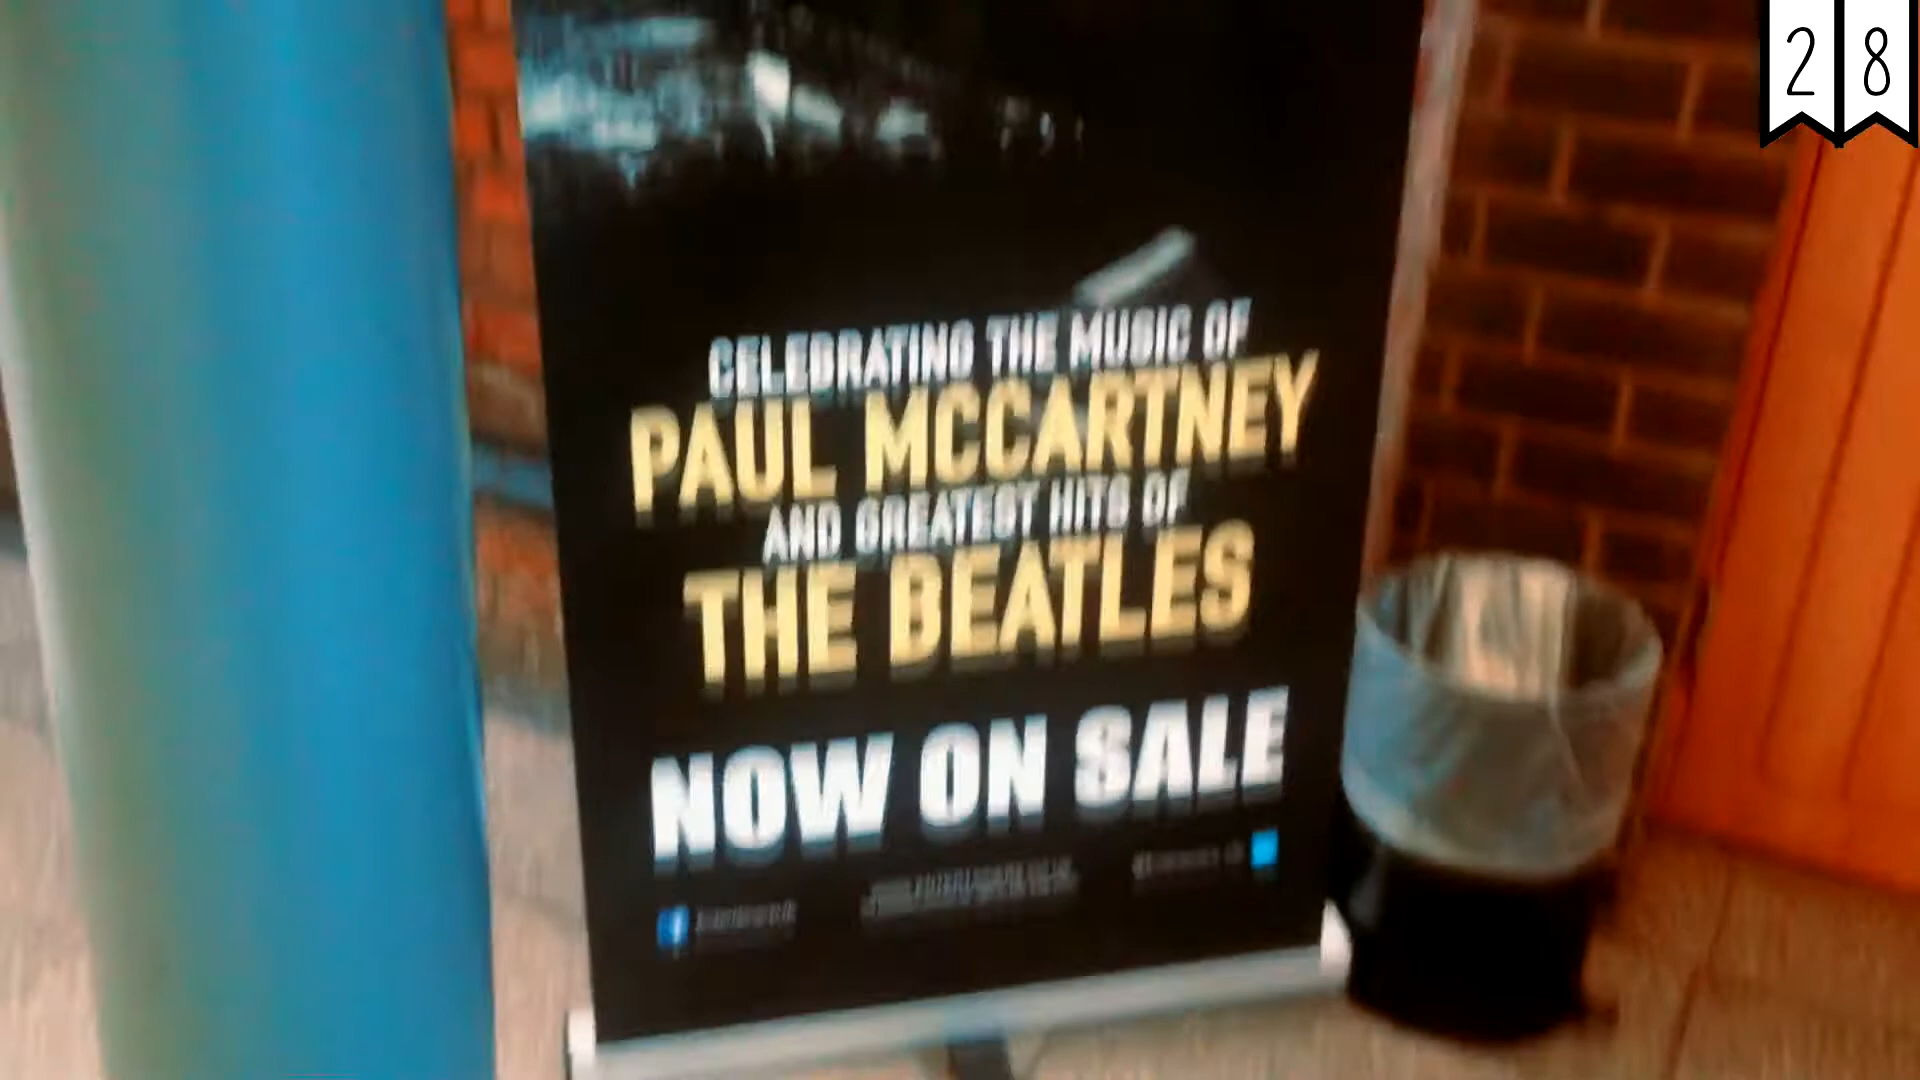 28
CELEBRATING THE MUSIC OF
PAUL MCCARTNEY
AND GREATEST HITS OF
THE BEATLES
NOW ON SALE
f